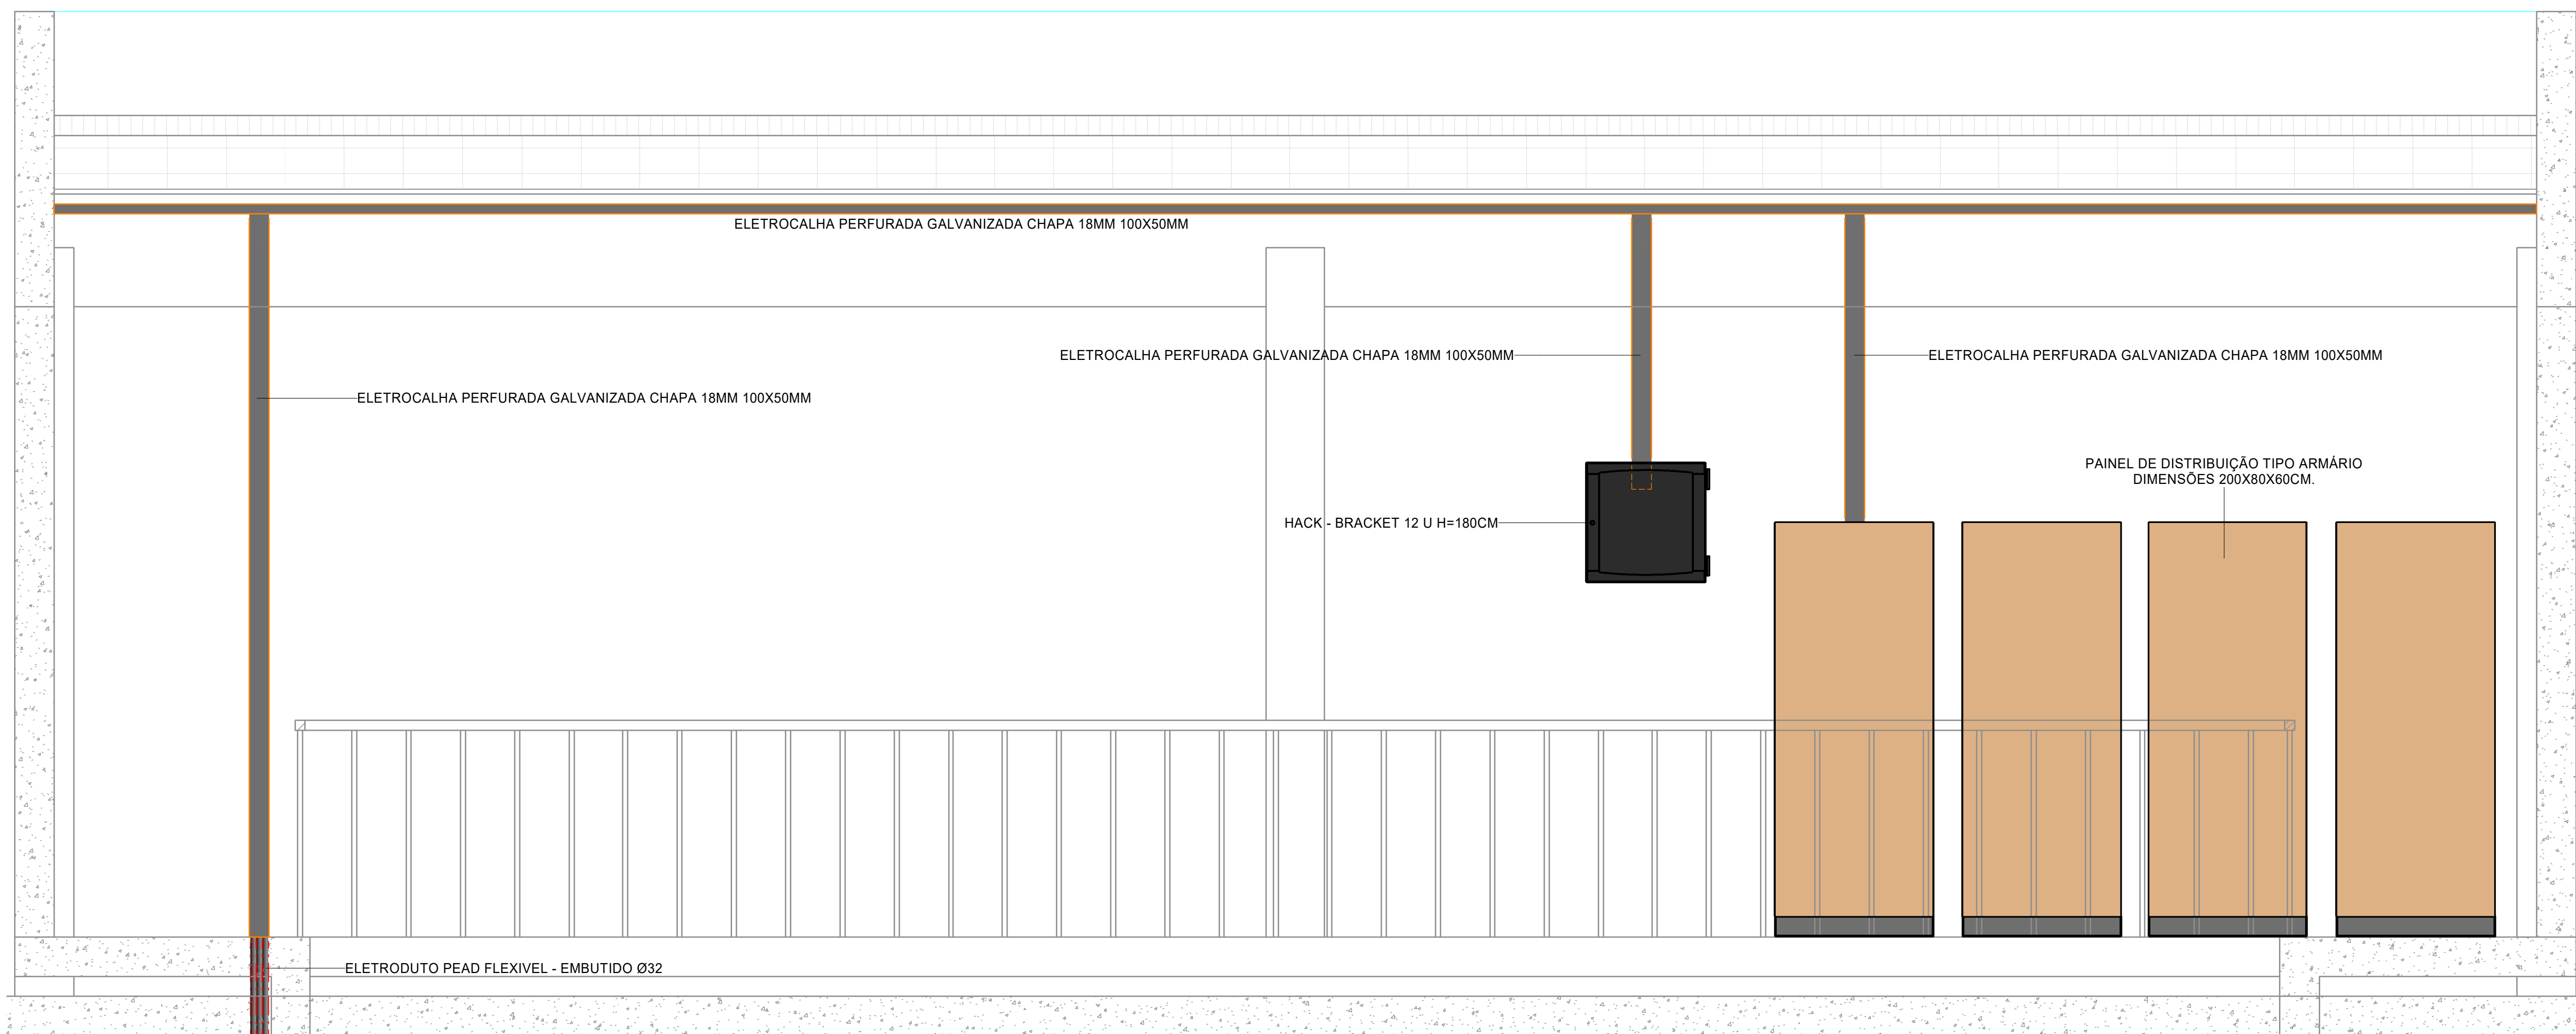 ELETROCALHA PERFURADA GALVANIZADA CHAPA 18MM 100X50MM
ELETROCALHA PERFURADA GALVANIZADA CHAPA 18MM 100X50MM
ELETROCALHA PERFURADA GALVANIZADA CHAPA 18MM 100X50MM
ELETROCALHA PERFURADA GALVANIZADA CHAPA 18MM 100X50MM
PAINEL DE DISTRIBUIÇÃO TIPO ARMÁRIO
DIMENSÕES 200X80X60CM.
HACK - BRACKET 12 U H=180CM
ELETRODUTO PEAD FLEXIVEL - EMBUTIDO Ø32